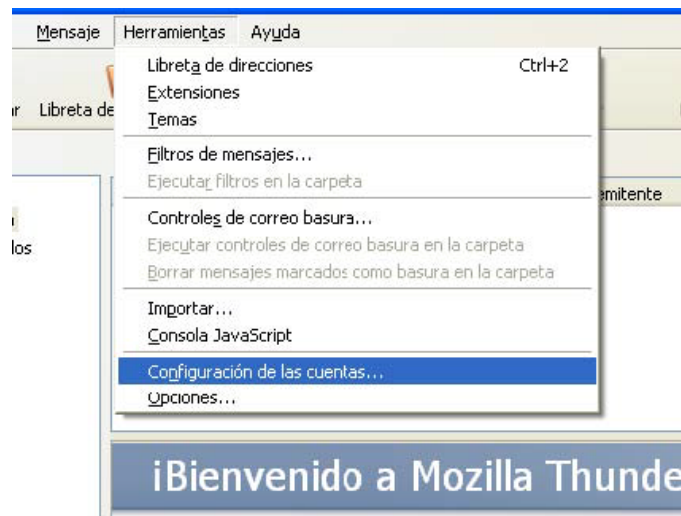 Mensaje Herramientas Ayuda
Libreta de direcciones Ctrl+2
Extensiones
Libreta de
Temas
Filtros de mensajes...
Ejecutar filtros en la carpeta
Controles de correo basura...
Ejecutar controles de correo basura en la carpeta
Borrar mensajes marcados como basura en la carpeta
Importar...
Consola JavaScript
Configuración de las cuentas...
Opciones...
¡Bienvenido a Mozilla Thunde